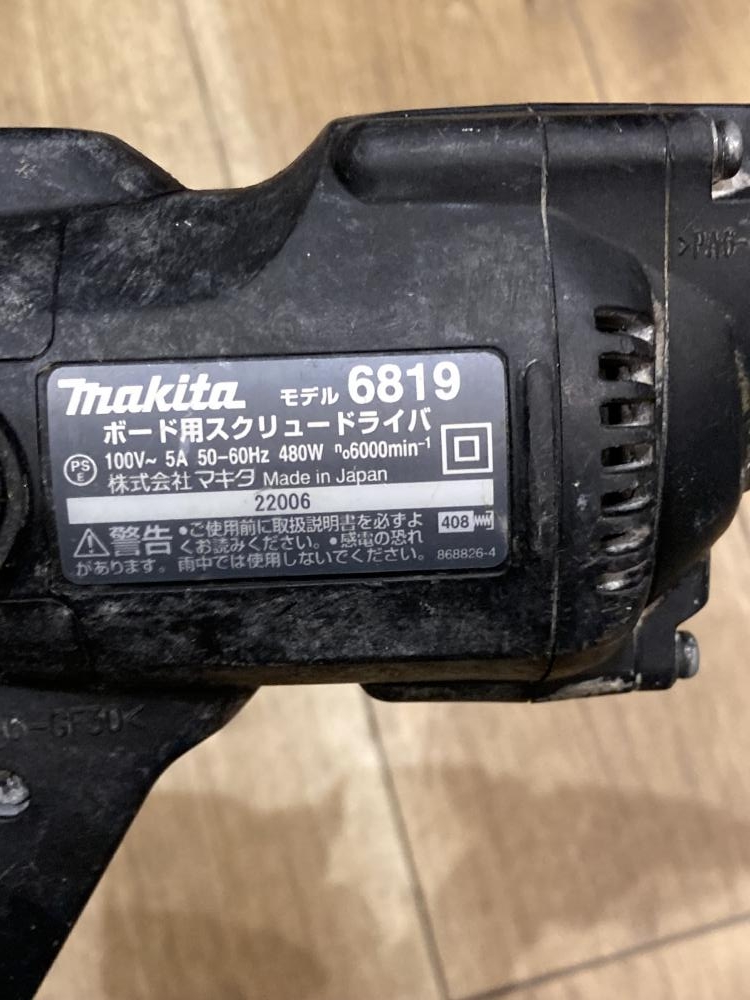 makita モデル 6819
ボード用スクリュードライバ
PS E 100V~ 5A 50-60Hz 480W n₀6000min⁻¹
株式会社マキタ Made in Japan
22006
警告 •ご使用前に取扱説明書を必ずよ
くお読みください。•感電の恐れ
があります。雨中では使用しないでください。
408
868826-4
>PA6-
-GF30<